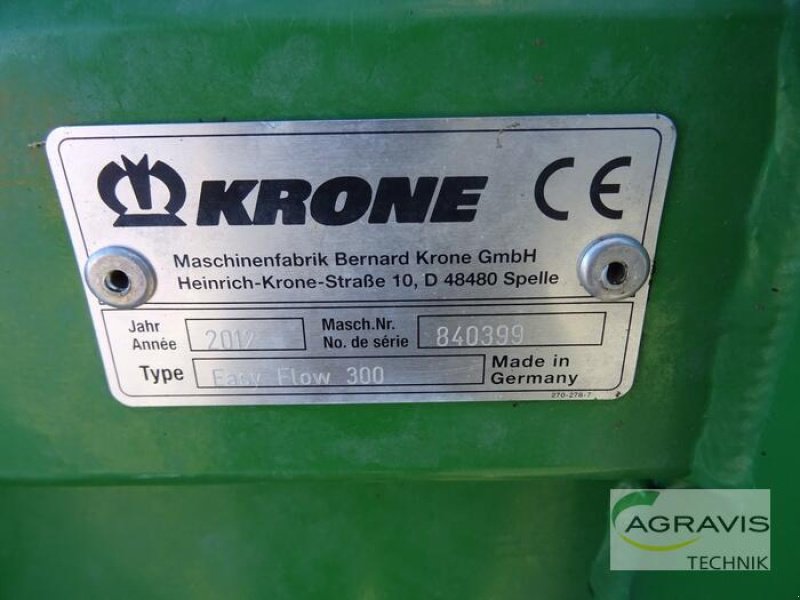 KRONE CE
Maschinenfabrik Bernard Krone GmbH
Heinrich-Krone-Straße 10, D 48480 Spelle
Jahr
Année
2012
Masch.Nr.
No. de série
840399
Type
Easy Flow 300
Made in
Germany
270-278-7
AGRAVIS
TECHNIK